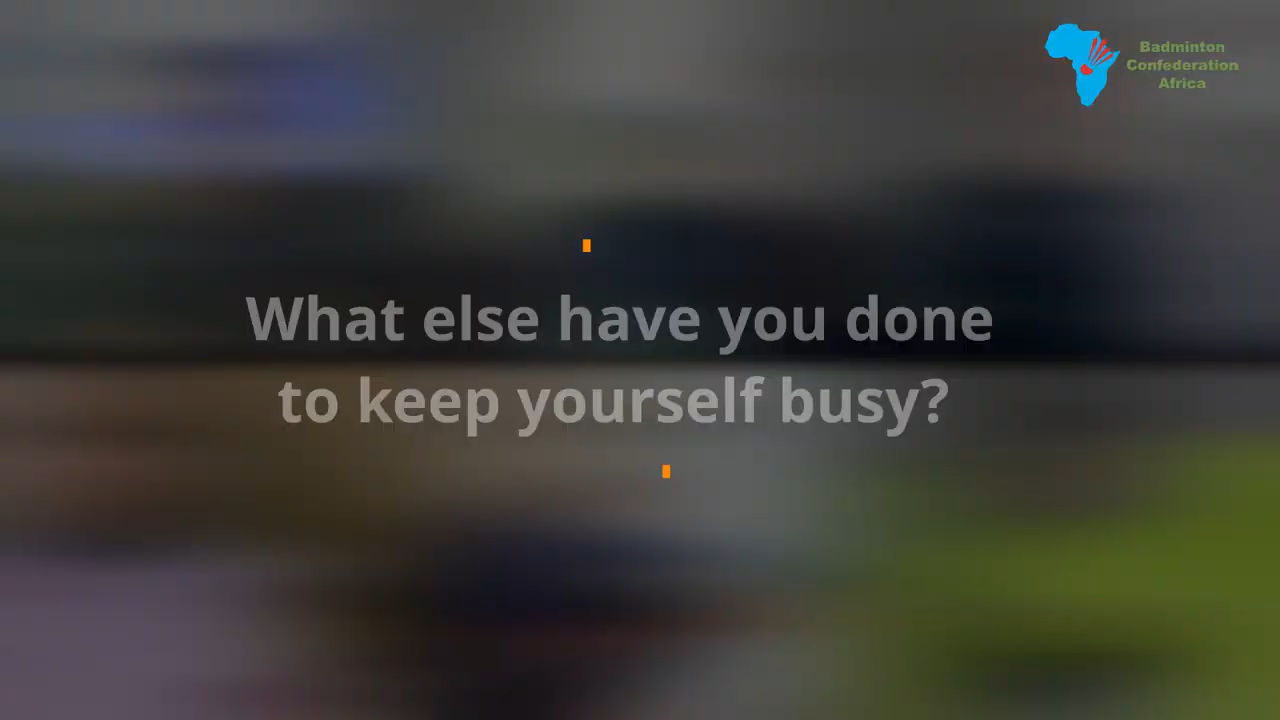 Badminton
Confederation
Africa
What else have you done
to keep yourself busy?